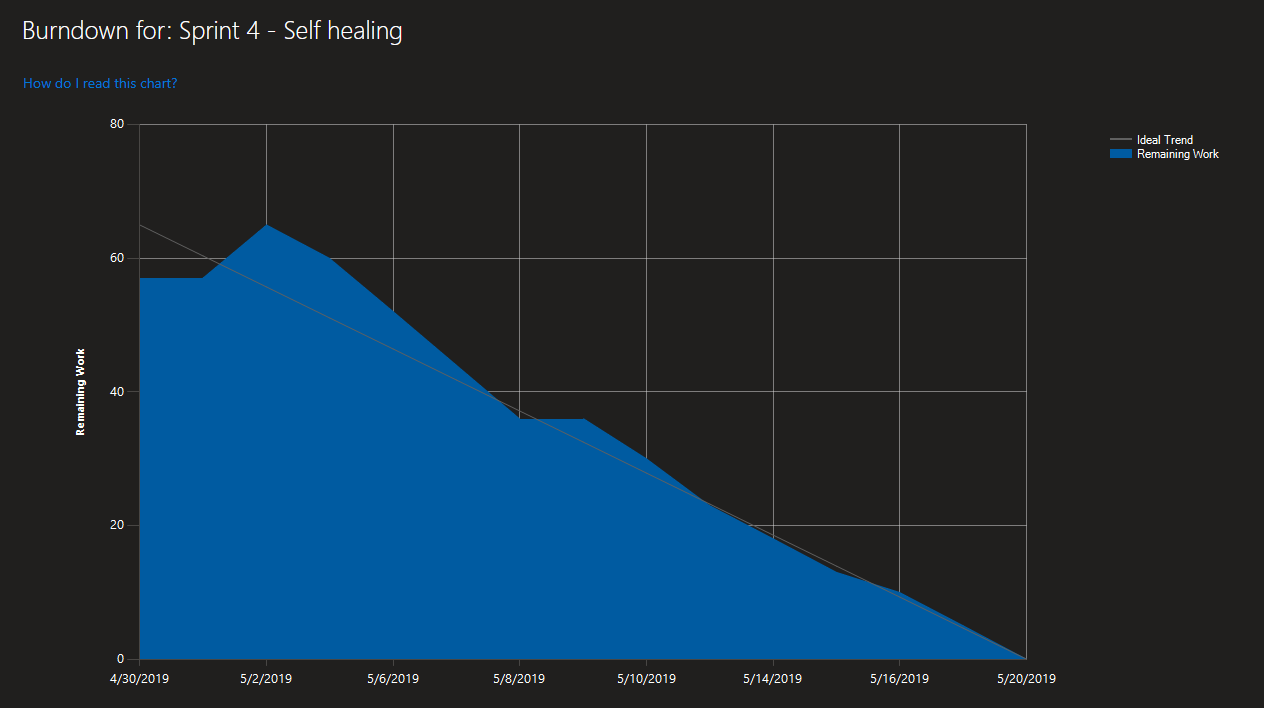 Burndown for: Sprint 4 - Self healing
How do I read this chart?
80
60
40
20
0
Remaining Work
4/30/2019
5/2/2019
5/6/2019
5/8/2019
5/10/2019
5/14/2019
5/16/2019
5/20/2019
Ideal Trend
Remaining Work